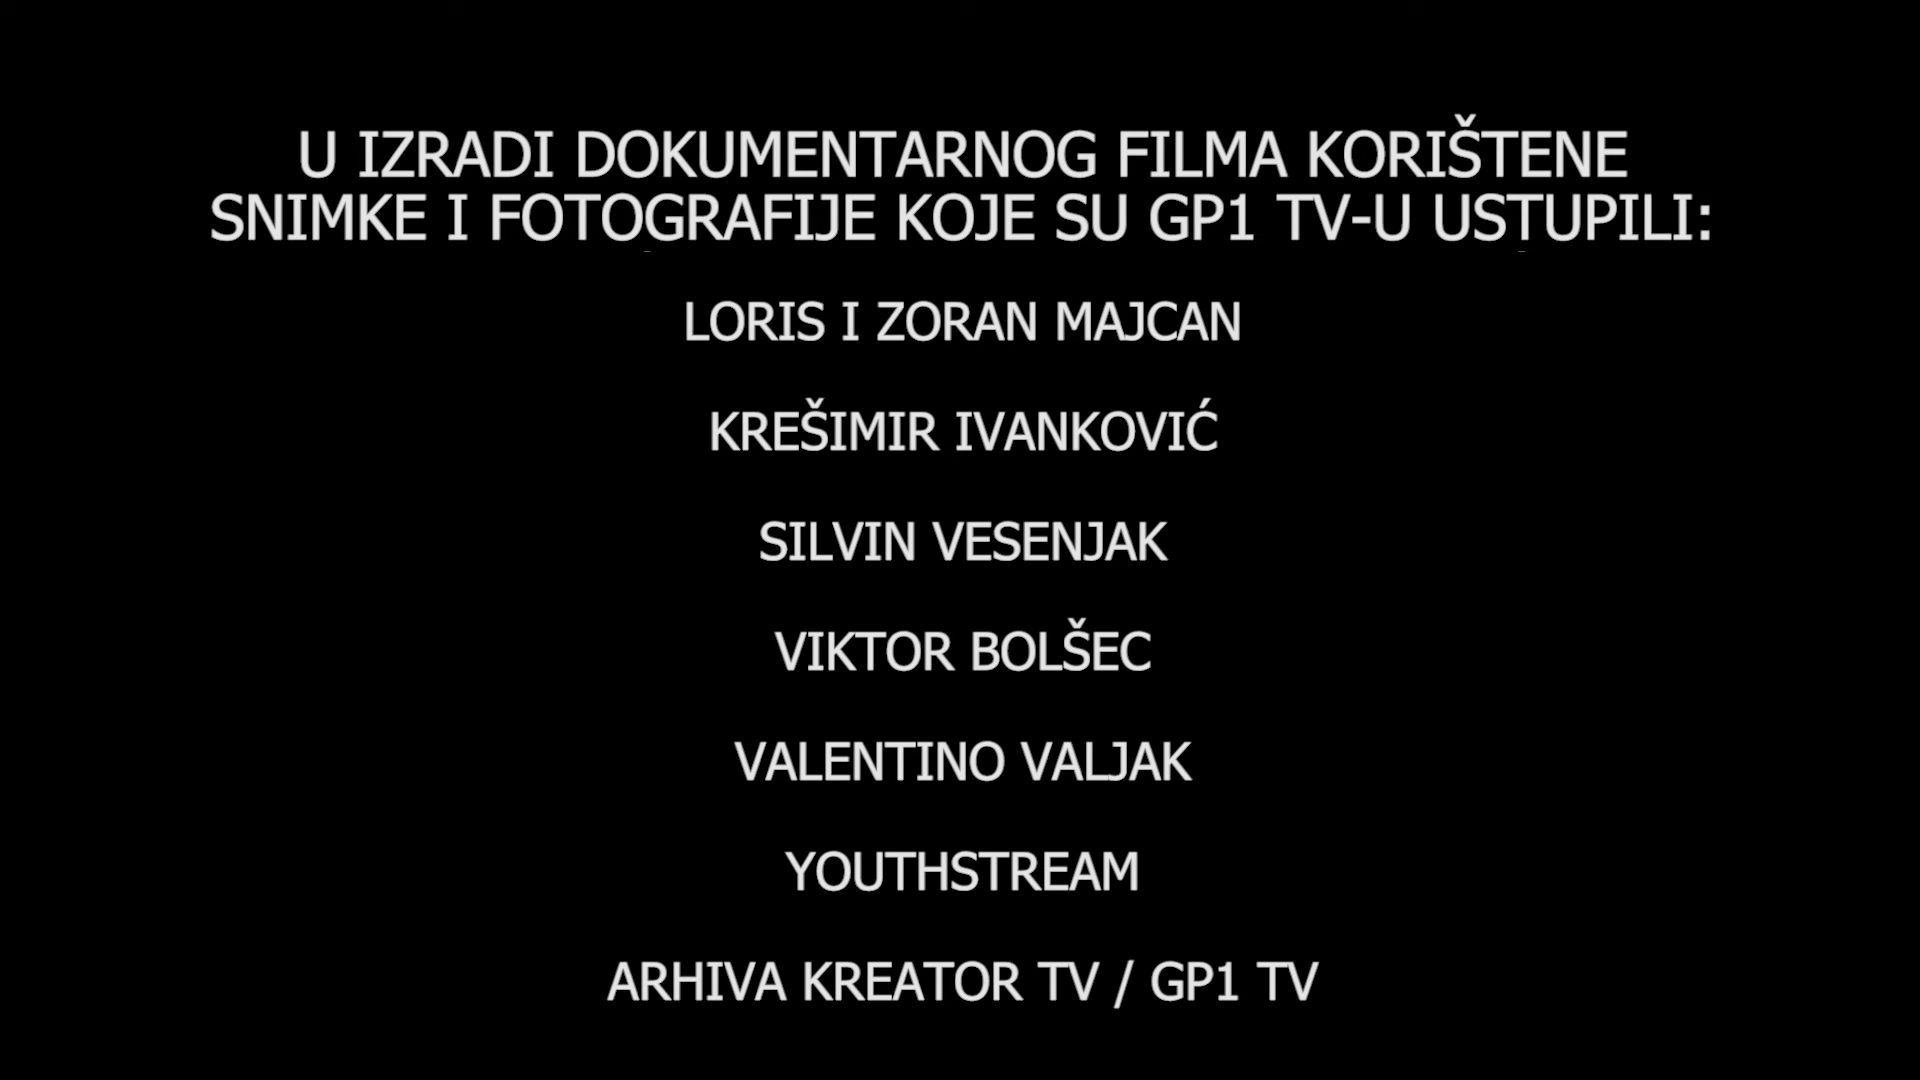 U IZRADI DOKUMENTARNOG FILMA KORIŠTENE
SNIMKE I FOTOGRAFIJE KOJE SU GP1 TV-U USTUPILI:
LORIS I ZORAN MAJCAN
KREŠIMIR IVANKOVIĆ
SILVIN VESENJAK
VIKTOR BOLŠEC
VALENTINO VALJAK
YOUTHSTREAM
ARHIVA KREATOR TV / GP1 TV